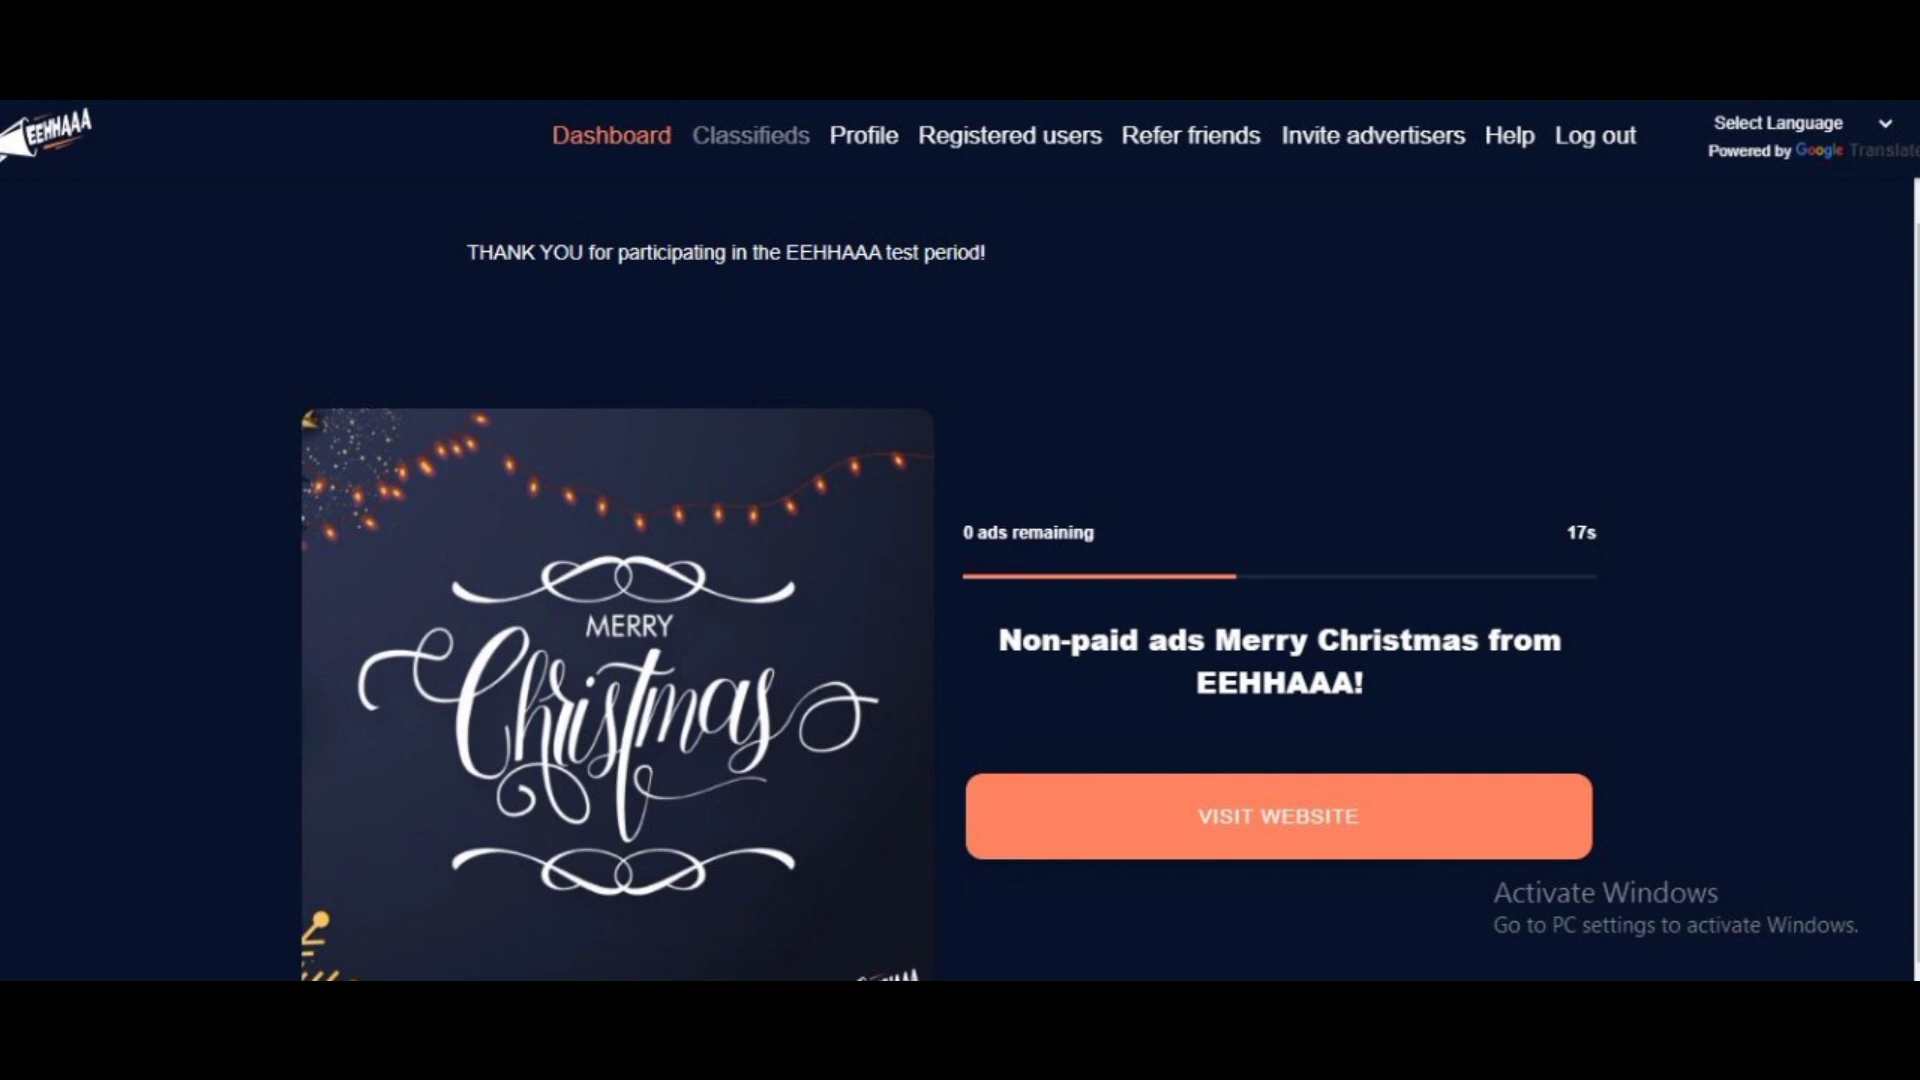 EEHHAAA
Dashboard Classifieds Profile Registered users Refer friends Invite advertisers Help Log out
Select Language
Powered by Google Translate
THANK YOU for participating in the EEHHAAA test period!
0 ads remaining 17s
MERRY
Christmas
Non-paid ads Merry Christmas from
EEHHAAA!
VISIT WEBSITE
Activate Windows
Go to PC settings to activate Windows.